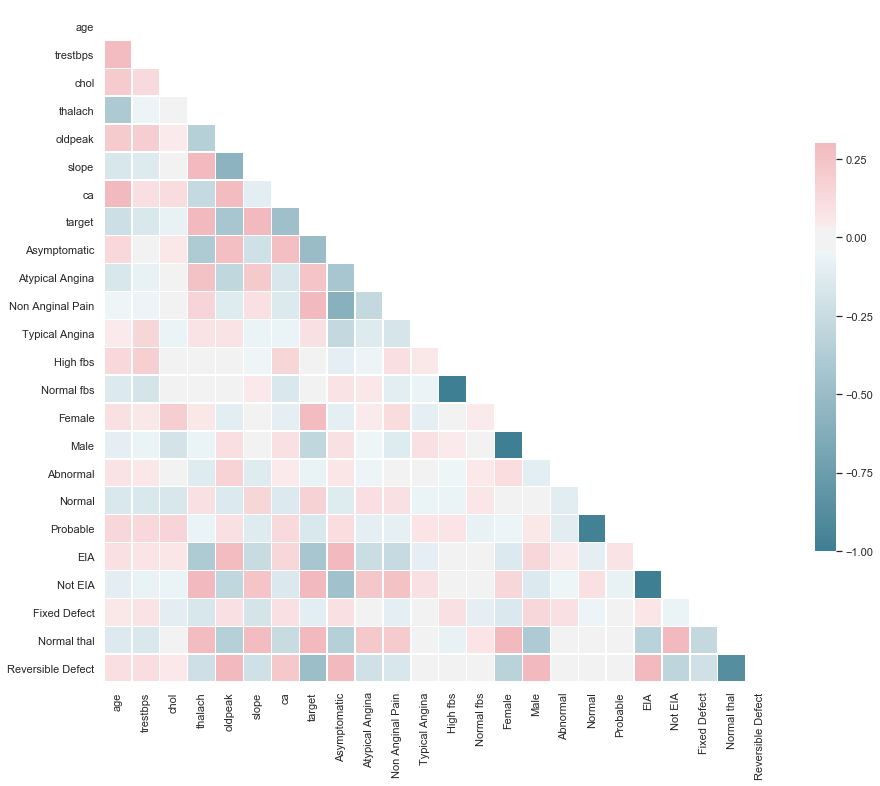 age
trestbps
chol
thalach
oldpeak
slope
ca
target
Asymptomatic
Atypical Angina
Non Anginal Pain
Typical Angina
High fbs
Normal fbs
Female
Male
Abnormal
Normal
Probable
EIA
Not EIA
Fixed Defect
Normal thal
Reversible Defect
age
trestbps
chol
thalach
oldpeak
slope
ca
target
Asymptomatic
Atypical Angina
Non Anginal Pain
Typical Angina
High fbs
Normal fbs
Female
Male
Abnormal
Normal
Probable
EIA
Not EIA
Fixed Defect
Normal thal
Reversible Defect
0.25
0.00
−0.25
−0.50
−0.75
−1.00